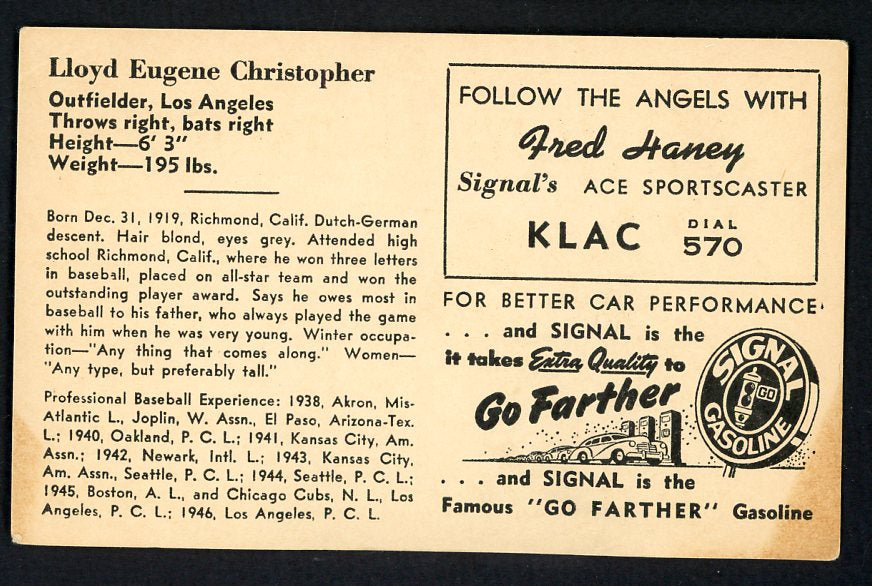 Lloyd Eugene Christopher
Outfielder, Los Angeles
Throws right, bats right
Height—6' 3"
Weight—195 lbs.
Born Dec. 31, 1919, Richmond, Calif. Dutch-German
descent. Hair blond, eyes grey. Attended high
school Richmond, Calif., where he won three letters
in baseball, placed on all-star team and won the
outstanding player award. Says he owes most in
baseball to his father, who always played the game
with him when he was very young. Winter occupa-
tion—"Any thing that comes along." Women—
"Any type, but preferably tall."
Professional Baseball Experience: 1938, Akron, Mis-
Atlantic L., Joplin, W. Assn., El Paso, Arizona-Tex.
L.; 1940, Oakland, P. C. L.; 1941, Kansas City, Am.
Assn.; 1942, Newark, Intl. L.; 1943, Kansas City,
Am. Assn., Seattle, P. C. L.; 1944, Seattle, P. C. L.;
1945, Boston, A. L., and Chicago Cubs, N. L., Los
Angeles, P. C. L.; 1946, Los Angeles, P. C. L.
FOLLOW THE ANGELS WITH
Fred Haney
Signal's ACE SPORTSCASTER
KLAC DIAL 570
FOR BETTER CAR PERFORMANCE
. . . and SIGNAL is the
it takes Extra Quality to
Go Farther
SIGNAL
GO
GASOLINE
. . . and SIGNAL is the
Famous "GO FARTHER" Gasoline